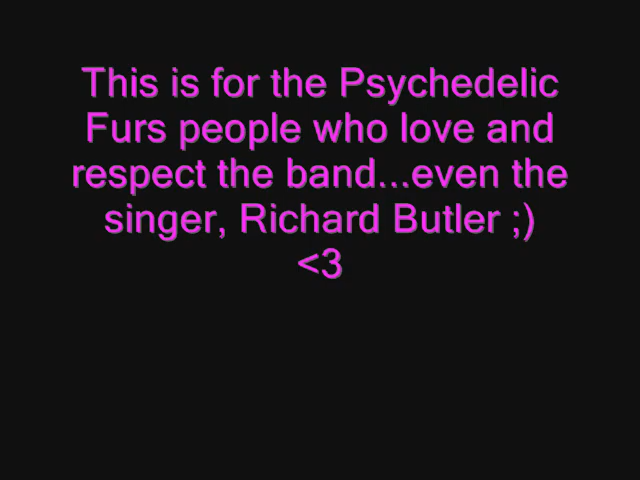 This is for the Psychedelic
Furs people who love and
respect the band...even the
singer, Richard Butler ;)
<3